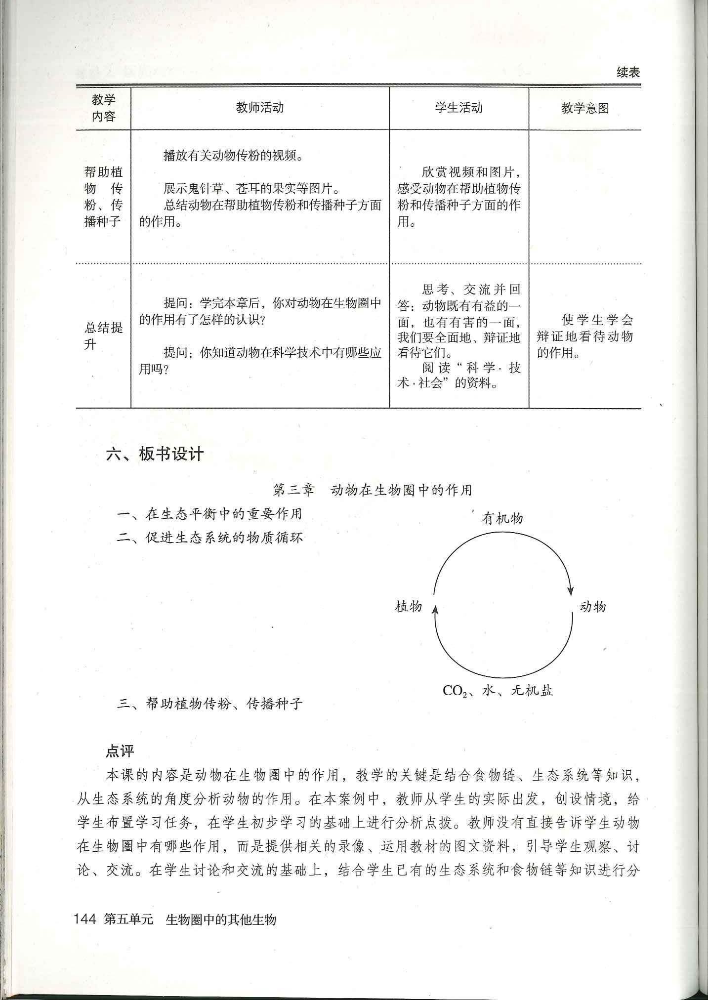 续表
教学
内容
教师活动
学生活动
教学意图
帮助植
物 传
粉、传
播种子
播放有关动物传粉的视频。
展示鬼针草、苍耳的果实等图片。
总结动物在帮助植物传粉和传播种子方面
的作用。
欣赏视频和图片，
感受动物在帮助植物传
粉和传播种子方面的作
用。
总结提
升
提问：学完本章后，你对动物在生物圈中
的作用有了怎样的认识？
提问：你知道动物在科学技术中有哪些应
用吗？
思考、交流并回
答：动物既有有益的一
面，也有有害的一面，
我们要全面地、辩证地
看待它们。
阅读“科学·技
术·社会”的资料。
使学生学会
辩证地看待动物
的作用。
六、板书设计
第三章 动物在生物圈中的作用
一、在生态平衡中的重要作用
二、促进生态系统的物质循环
有机物
植物
动物
CO₂、水、无机盐
三、帮助植物传粉、传播种子
点评
本课的内容是动物在生物圈中的作用，教学的关键是结合食物链、生态系统等知识，
从生态系统的角度分析动物的作用。在本案例中，教师从学生的实际出发，创设情境，给
学生布置学习任务，在学生初步学习的基础上进行分析点拨。教师没有直接告诉学生动物
在生物圈中有哪些作用，而是提供相关的录像、运用教材的图文资料，引导学生观察、讨
论、交流。在学生讨论和交流的基础上，结合学生已有的生态系统和食物链等知识进行分
144 第五单元 生物圈中的其他生物